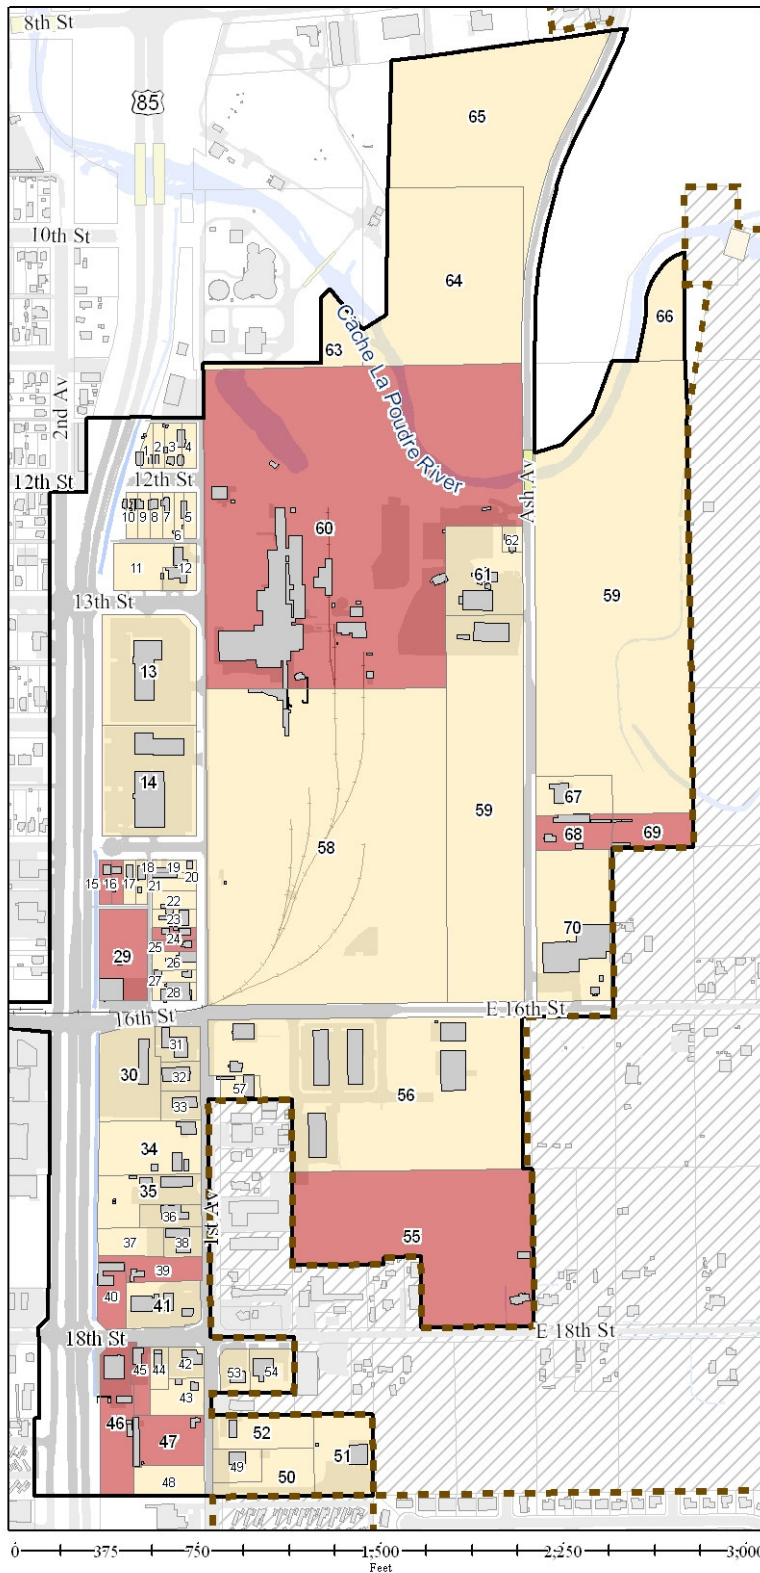 8th St
85
65
10th St
64
66
63
Cache La Poudre River
2nd Av
1 2 3 4
12th St
12th St
Ash Av
10 9 8 7 5
6
60
62
11 12
61
59
13th St
13
14
67
68 69
58
59
15 16 17 18 19
20
21
22
23
24
25
29
26
27
28
70
16th St
E 16th St
31
30
32
33
57
56
34
35
36
1st Av
37 38
39
40
41
55
18th St
E 18th St
45 44 42
43
53 54
46
47
52
51
49
50
48
0 375 750 1,500 2,250 3,000
Feet